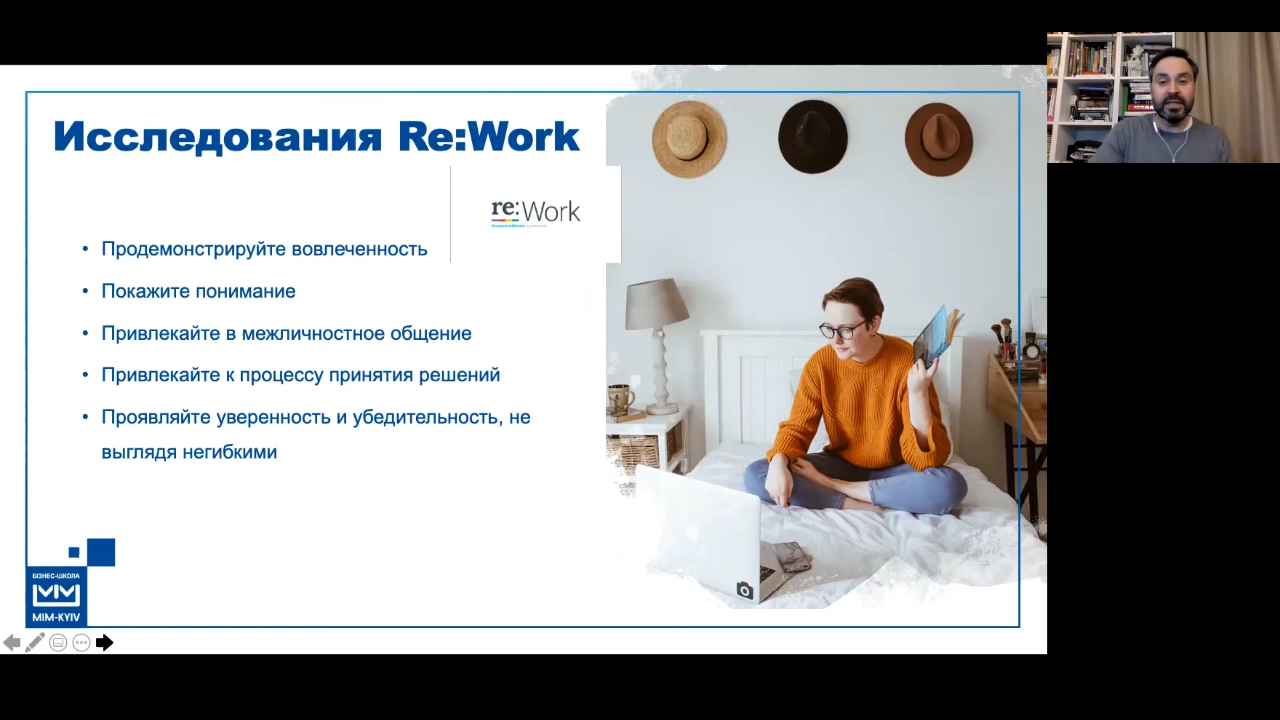 Исследования Re:Work
re:Work
• Продемонстрируйте вовлеченность
• Покажите понимание
• Привлекайте в межличностное общение
• Привлекайте к процессу принятия решений
• Проявляйте уверенность и убедительность, не
выглядя негибкими
БІЗНЕС-ШКОЛА
MIM
MIM-KYIV